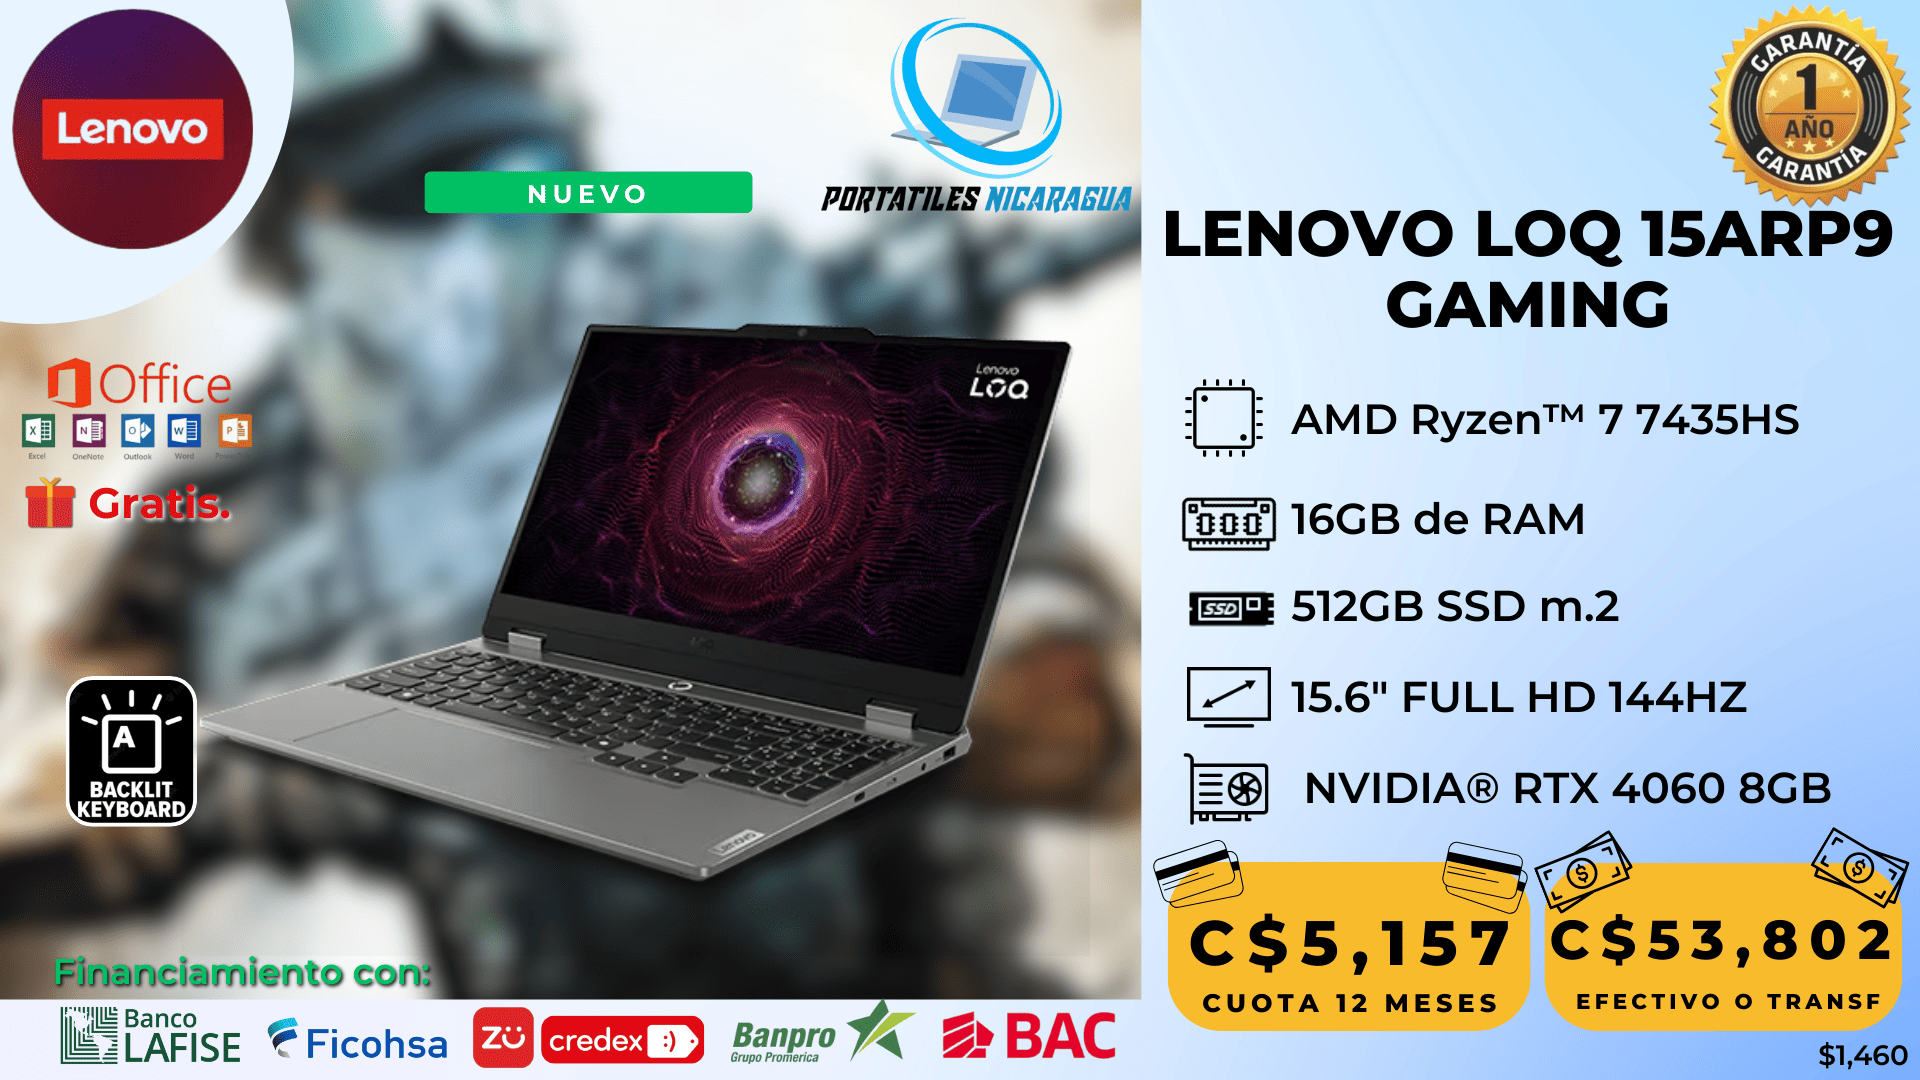 Lenovo
NUEVO
PORTATILES NICARAGUA
GARANTÍA
1
AÑO
GARANTÍA
LENOVO LOQ 15ARP9
GAMING
Office
Excel OneNote Outlook Word
Gratis.
Lenovo
LOQ
AMD Ryzen™ 7 7435HS
16GB de RAM
SSD
512GB SSD m.2
15.6" FULL HD 144HZ
NVIDIA® RTX 4060 8GB
A
BACKLIT
KEYBOARD
Lenovo
C$5,157
CUOTA 12 MESES
C$53,802
EFECTIVO O TRANSF
$1,460
Financiamiento con:
Banco
LAFISE
Ficohsa
zü
credex :)
Banpro
Grupo Promerica
BAC